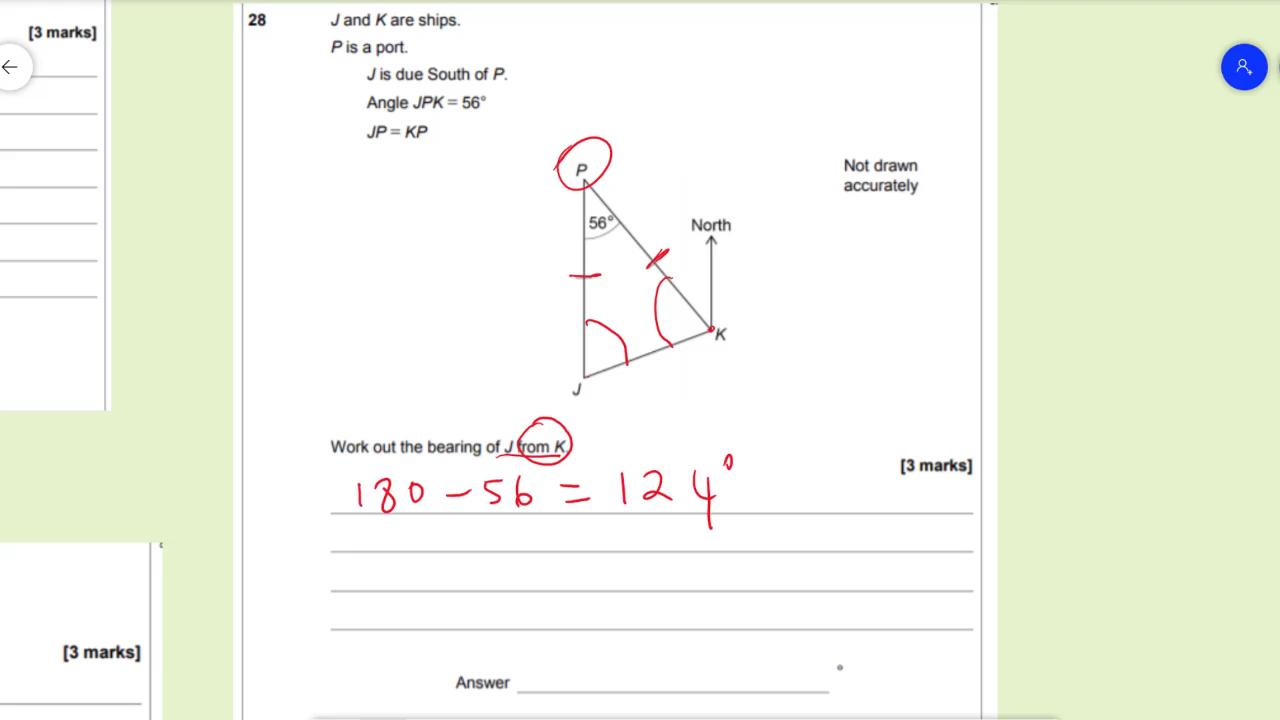 [3 marks]
28
J and K are ships.
P is a port.
J is due South of P.
Angle JPK = 56°
JP = KP
Not drawn
accurately
P
56°
North
K
J
Work out the bearing of J from K.
[3 marks]
180 - 56 = 124°
[3 marks]
Answer °